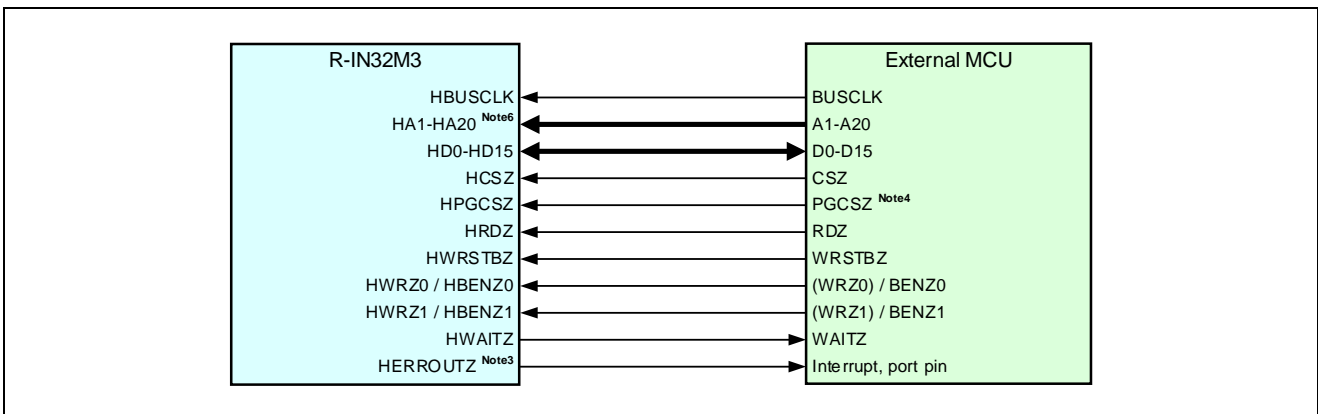 R-IN32M3 External MCU
HBUSCLK BUSCLK
HA1-HA20 Note6 A1-A20
HD0-HD15 D0-D15
HCSZ CSZ
HPGCSZ PGCSZ Note4
HRDZ RDZ
HWRSTBZ WRSTBZ
HWRZ0 / HBENZ0 (WRZ0) / BENZ0
HWRZ1 / HBENZ1 (WRZ1) / BENZ1
HWAITZ WAITZ
HERROUTZ Note3 Interrupt, port pin